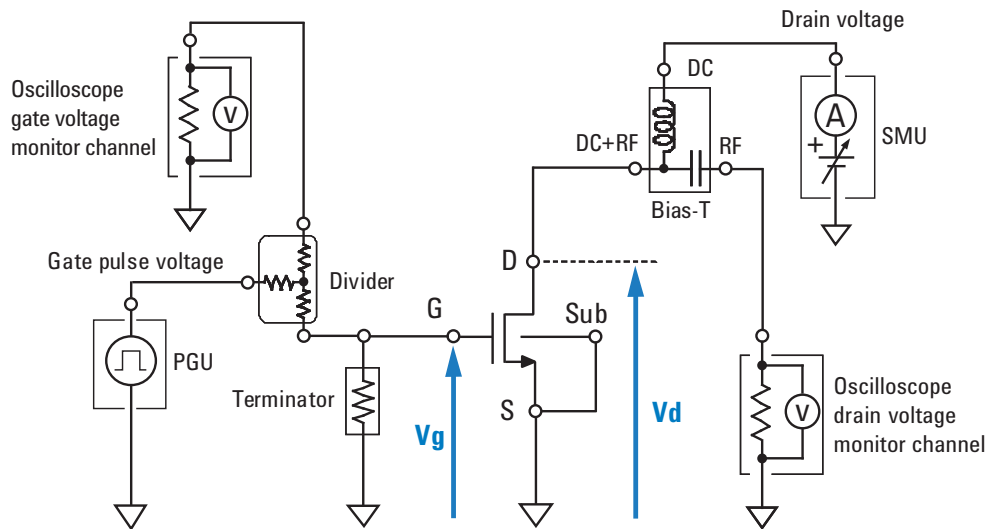 Drain voltage
Oscilloscope
gate voltage
monitor channel
V
DC
A
+
SMU
DC+RF
RF
Bias-T
Gate pulse voltage
Divider
D
G
Sub
PGU
Terminator
S
Vg
Vd
V
Oscilloscope
drain voltage
monitor channel